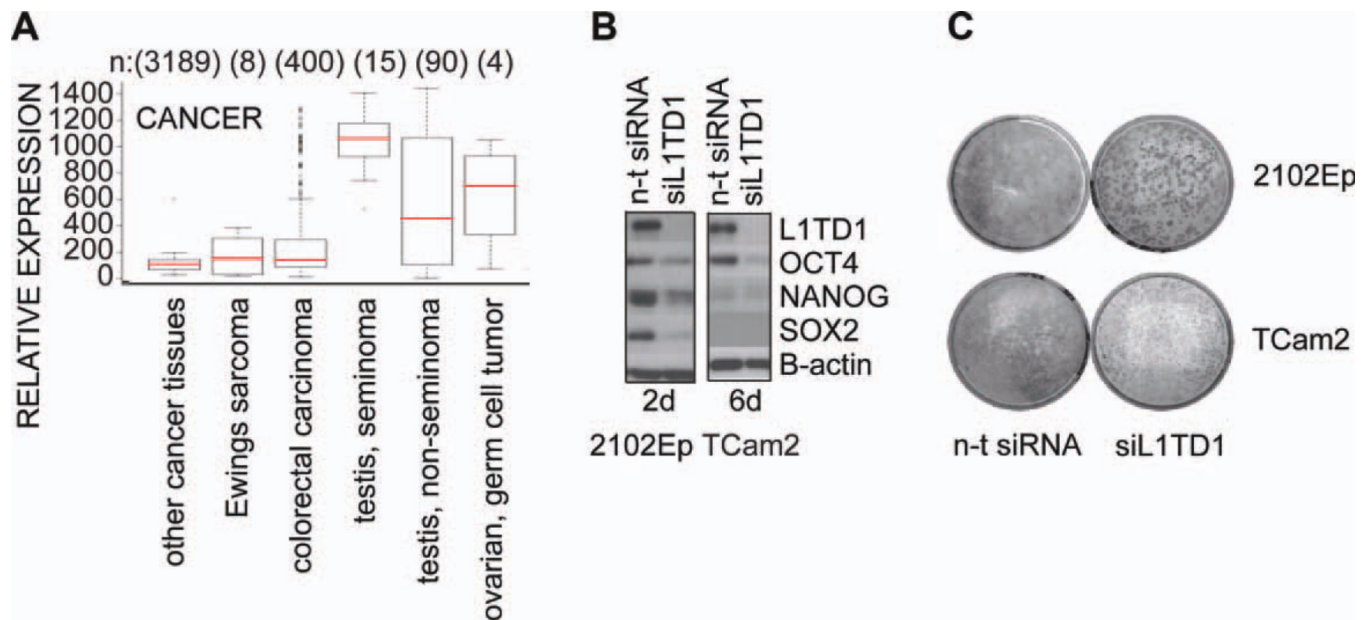 A
n:(3189) (8) (400) (15) (90) (4)
RELATIVE EXPRESSION
1400
1200
1000
800
600
400
200
0
CANCER
other cancer tissues
Ewings sarcoma
colorectal carcinoma
testis, seminoma
testis, non-seminoma
ovarian, germ cell tumor
B
n-t siRNA
siL1TD1
n-t siRNA
siL1TD1
L1TD1
OCT4
NANOG
SOX2
B-actin
2d 6d
2102Ep TCam2
C
2102Ep
TCam2
n-t siRNA siL1TD1